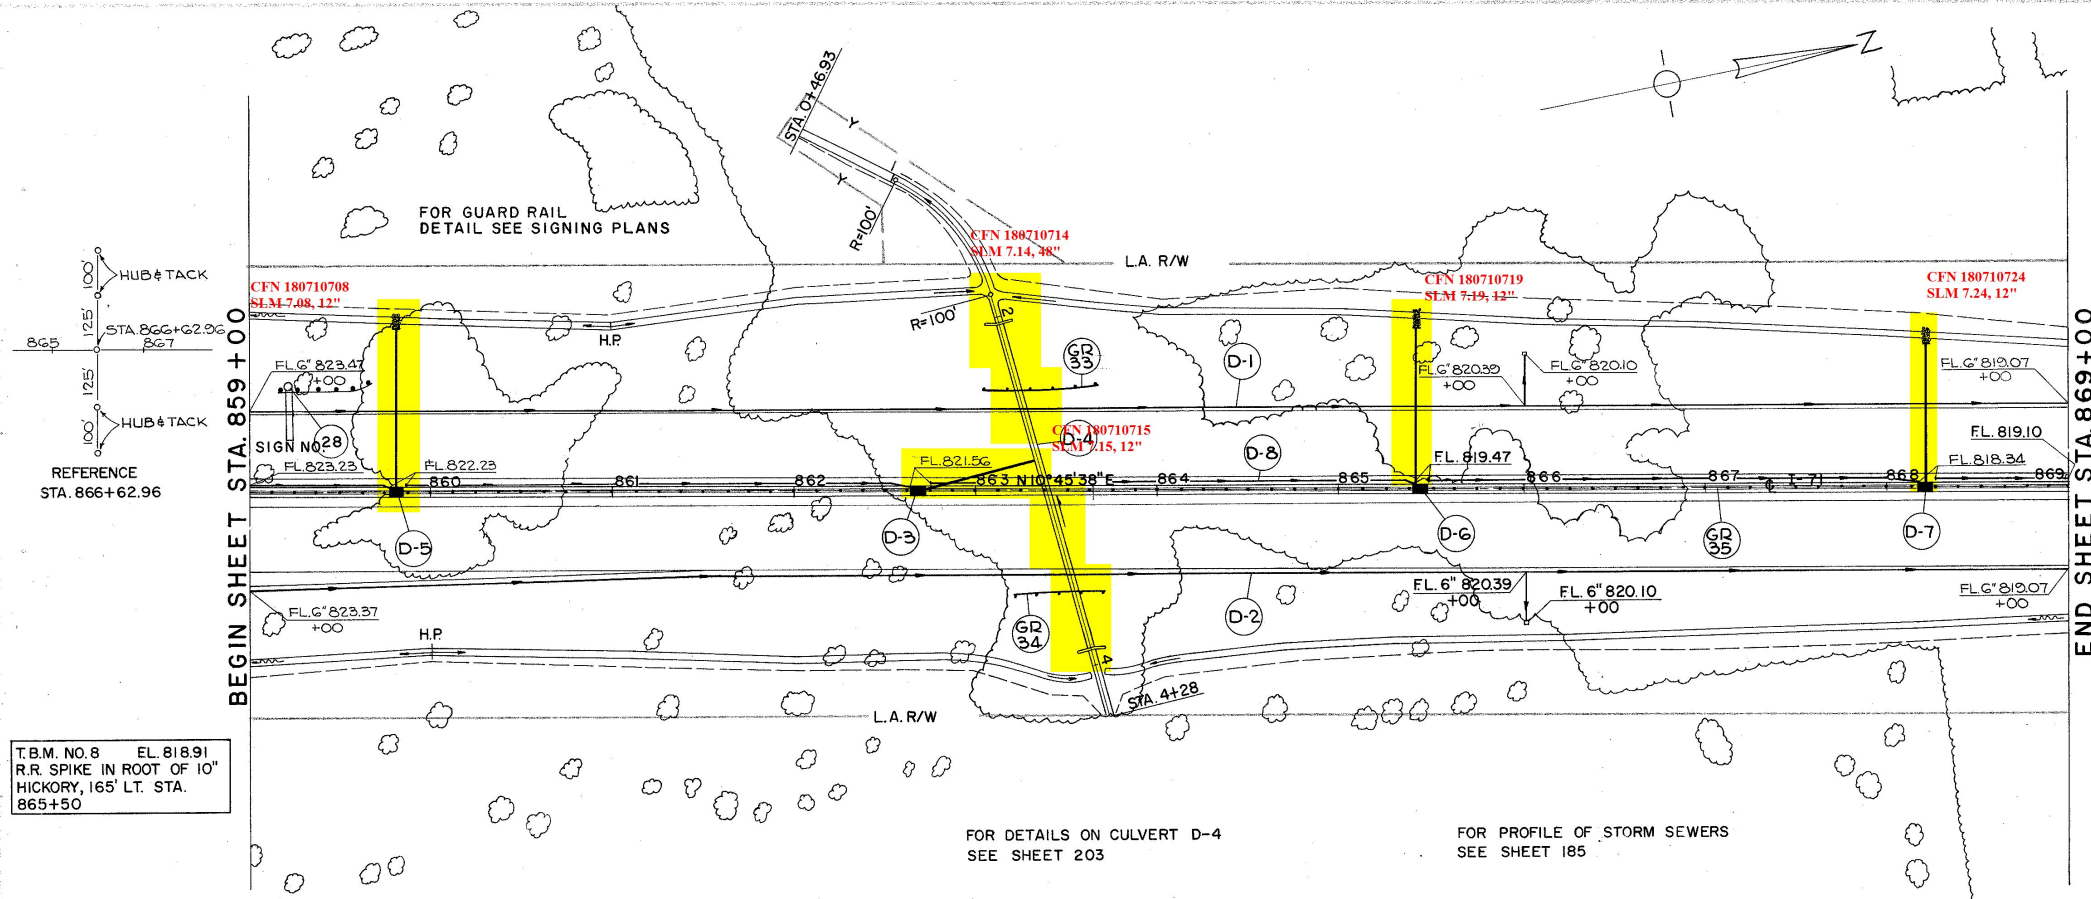 STA. 0+46.93
Z
Y
Y
R=100'
FOR GUARD RAIL
DETAIL SEE SIGNING PLANS
CFN 180710714
SLM 7.14, 48"
L.A. R/W
100'
HUB & TACK
125'
STA. 866+62.96
865
867
125'
HUB & TACK
100'
REFERENCE
STA. 866+62.96
CFN 180710708
SLM 7.08, 12"
CFN 180710719
SLM 7.19, 12"
CFN 180710724
SLM 7.24, 12"
BEGIN SHEET STA. 859+00
END SHEET STA. 869+00
H.P.
R=100'
2
GR
33
D-1
FL.6" 823.47
+00
FL.6" 820.39
+00
FL.6" 820.10
+00
FL.6" 819.07
+00
SIGN NO. 28
CFN 180710715
SLM 7.15, 12"
D-4
D-8
FL.823.23
FL.822.23
FL.821.56
F.L. 819.47
FL.819.10
FL.818.34
860
861
862
863
N10°45'38"E
864
865
866
867
℄ I-71
868
869
D-5
D-3
D-6
GR
35
D-7
FL.6" 823.37
+00
F.L. 6" 820.39
+00
F.L. 6" 820.10
+00
FL.6" 819.07
+00
D-2
GR
34
H.P.
4
STA. 4+28
L.A. R/W
T.B.M. NO. 8 EL. 818.91
R.R. SPIKE IN ROOT OF 10"
HICKORY, 165' LT. STA.
865+50
FOR DETAILS ON CULVERT D-4
SEE SHEET 203
FOR PROFILE OF STORM SEWERS
SEE SHEET 185